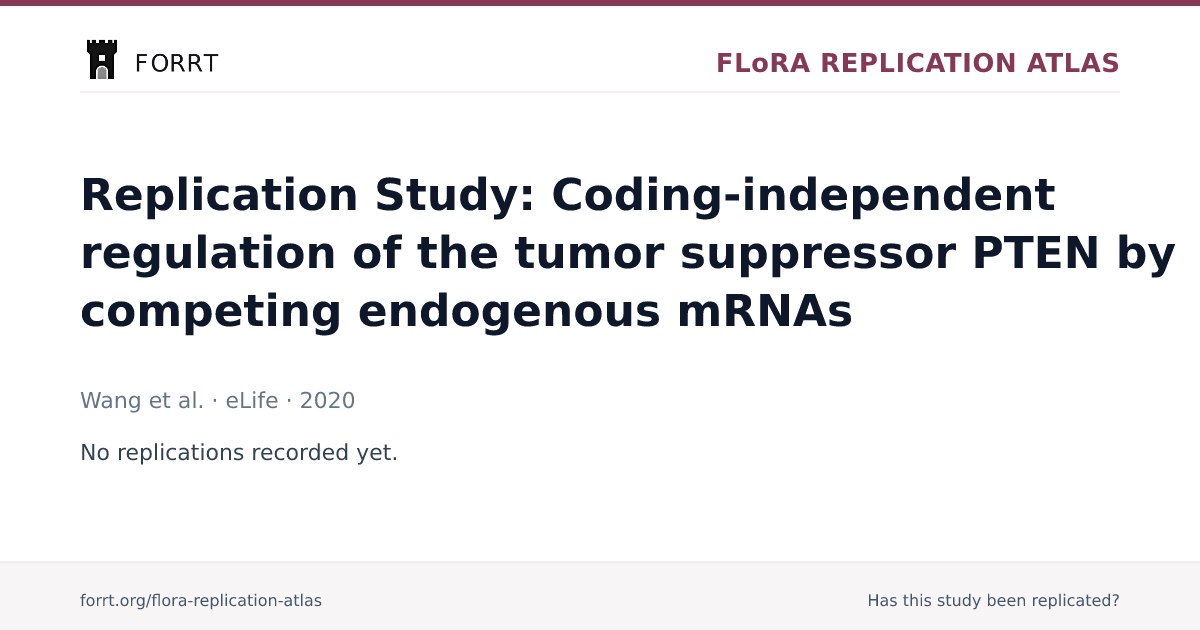 FORRT
FLoRA REPLICATION ATLAS
Replication Study: Coding-independent
regulation of the tumor suppressor PTEN by
competing endogenous mRNAs
Wang et al. · eLife · 2020
No replications recorded yet.
forrt.org/flora-replication-atlas
Has this study been replicated?